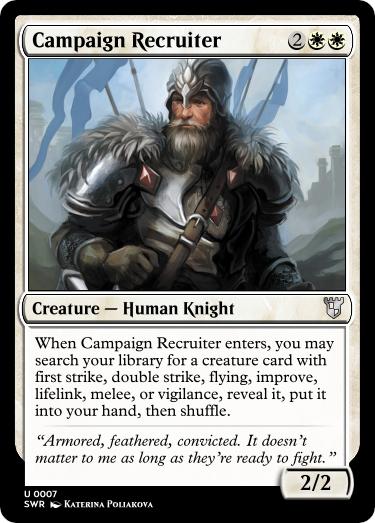 Campaign Recruiter 2
Creature — Human Knight
When Campaign Recruiter enters, you may
search your library for a creature card with
first strike, double strike, flying, improve,
lifelink, melee, or vigilance, reveal it, put it
into your hand, then shuffle.
“Armored, feathered, convicted. It doesn't
matter to me as long as they're ready to fight.”
2/2
U 0007
SWR Katerina Poliakova